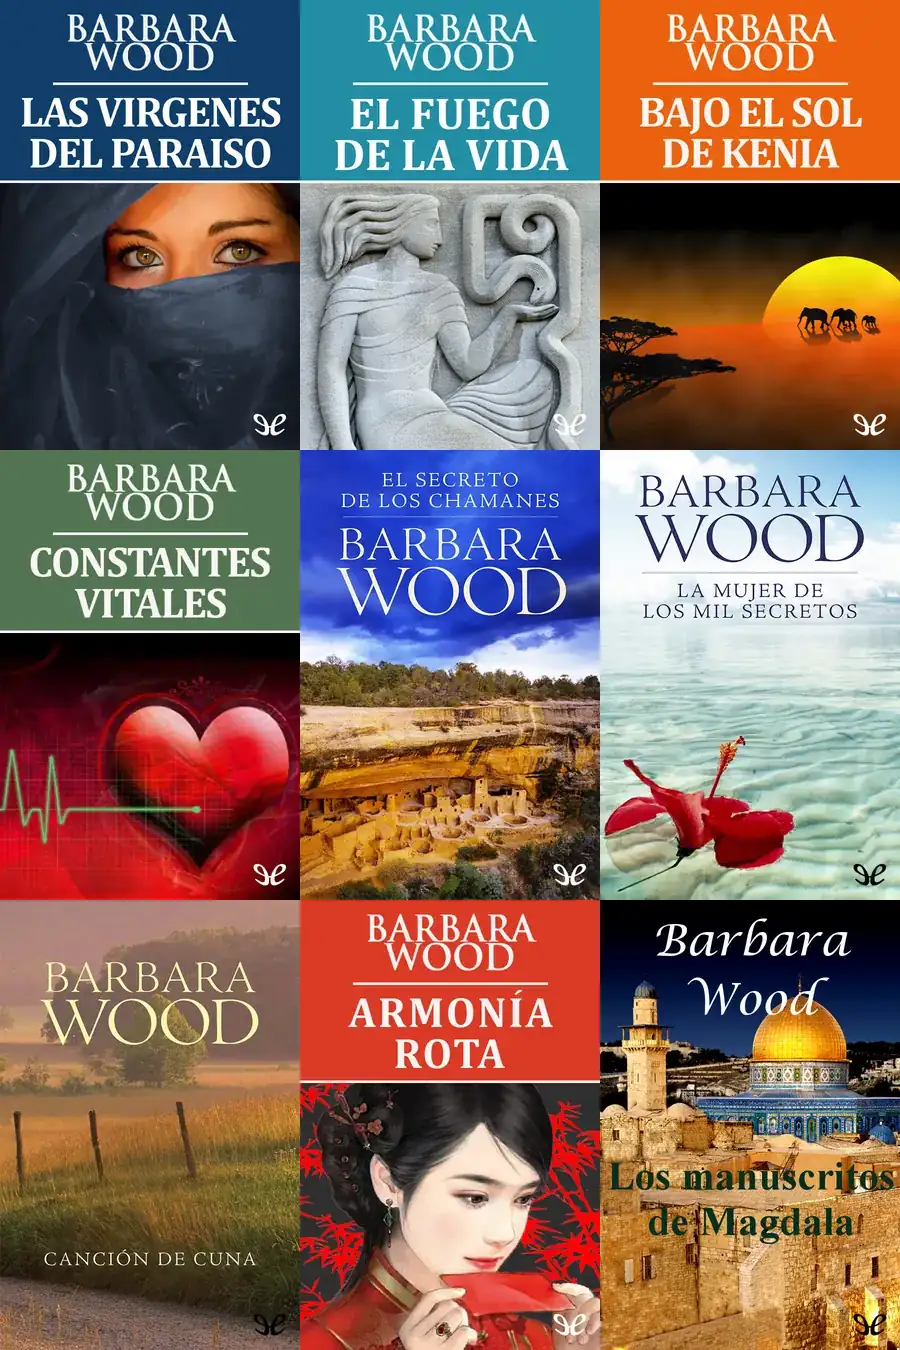 BARBARA
WOOD
LAS VIRGENES
DEL PARAISO
BARBARA
WOOD
EL FUEGO
DE LA VIDA
BARBARA
WOOD
BAJO EL SOL
DE KENIA
BARBARA
WOOD
CONSTANTES
VITALES
EL SECRETO
DE LOS CHAMANES
BARBARA
WOOD
BARBARA
WOOD
LA MUJER DE
LOS MIL SECRETOS
BARBARA
WOOD
CANCIÓN DE CUNA
BARBARA
WOOD
ARMONÍA
ROTA
Barbara
Wood
Los manuscritos
de Magdala